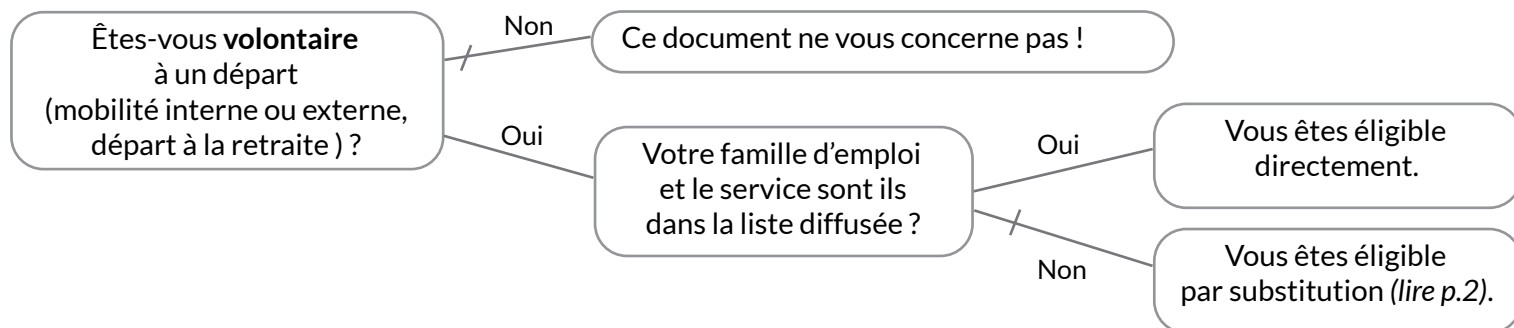 Êtes-vous volontaire
à un départ
(mobilité interne ou externe,
départ à la retraite ) ?
Non
Ce document ne vous concerne pas !
Oui
Votre famille d’emploi
et le service sont ils
dans la liste diffusée ?
Oui
Vous êtes éligible
directement.
Non
Vous êtes éligible
par substitution (lire p.2).